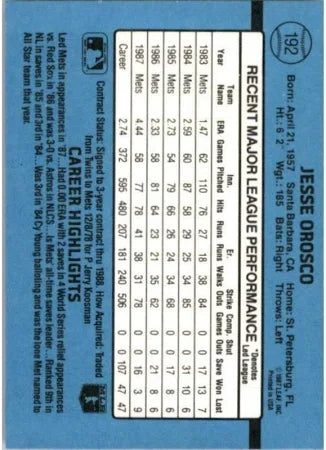 192
JESSE OROSCO
Born: April 21, 1957 Santa Barbara, CA Home: St. Petersburg, FL
Ht.: 6' 2" Wgt.: 185 Bats: Right Throws Left
RECENT MAJOR LEAGUE PERFORMANCE
*Denotes
Led League
© 1987 LEAF, INC.
Printed in USA
Team Inn. Er. Strike Comp. Shut
Year Name ERA Games Pitched Hits Runs Runs Walks Outs Games Outs Save Won Lost
1983 Mets 1.47 62 110 76 27 18 38 84 0 0 17 13 7
1984 Mets 2.59 60 87 58 29 25 34 85 0 0 31 10 6
1985 Mets 2.73 54 79 66 26 24 34 68 0 0 17 8 6
1986 Mets 2.33 58 81 64 23 21 35 62 0 0 21 8 6
1987 Mets 4.44 58 77 78 41 38 31 78 0 0 16 3 9
Career 2.74 372 595 480 207 181 240 506 0 0 107 47 47
Contract Status: Signed to 3-year contract thru 1988. How Acquired: Traded
from Twins to Mets 12/8/78 for P Jerry Koosman
CAREER HIGHLIGHTS
Led Mets in appearances in '87...Had 0.00 ERA with 2 saves in 4 World Series relief appearances
vs. Red Sox in '86 and was 3-0 vs. Astros in NLCS...Is Mets' all-time saves leader...Ranked 9th in
NL in saves in '85 and 3rd in '84...Was 3rd in '84 Cy Young balloting and was the lone Met named to
All Star team that year.